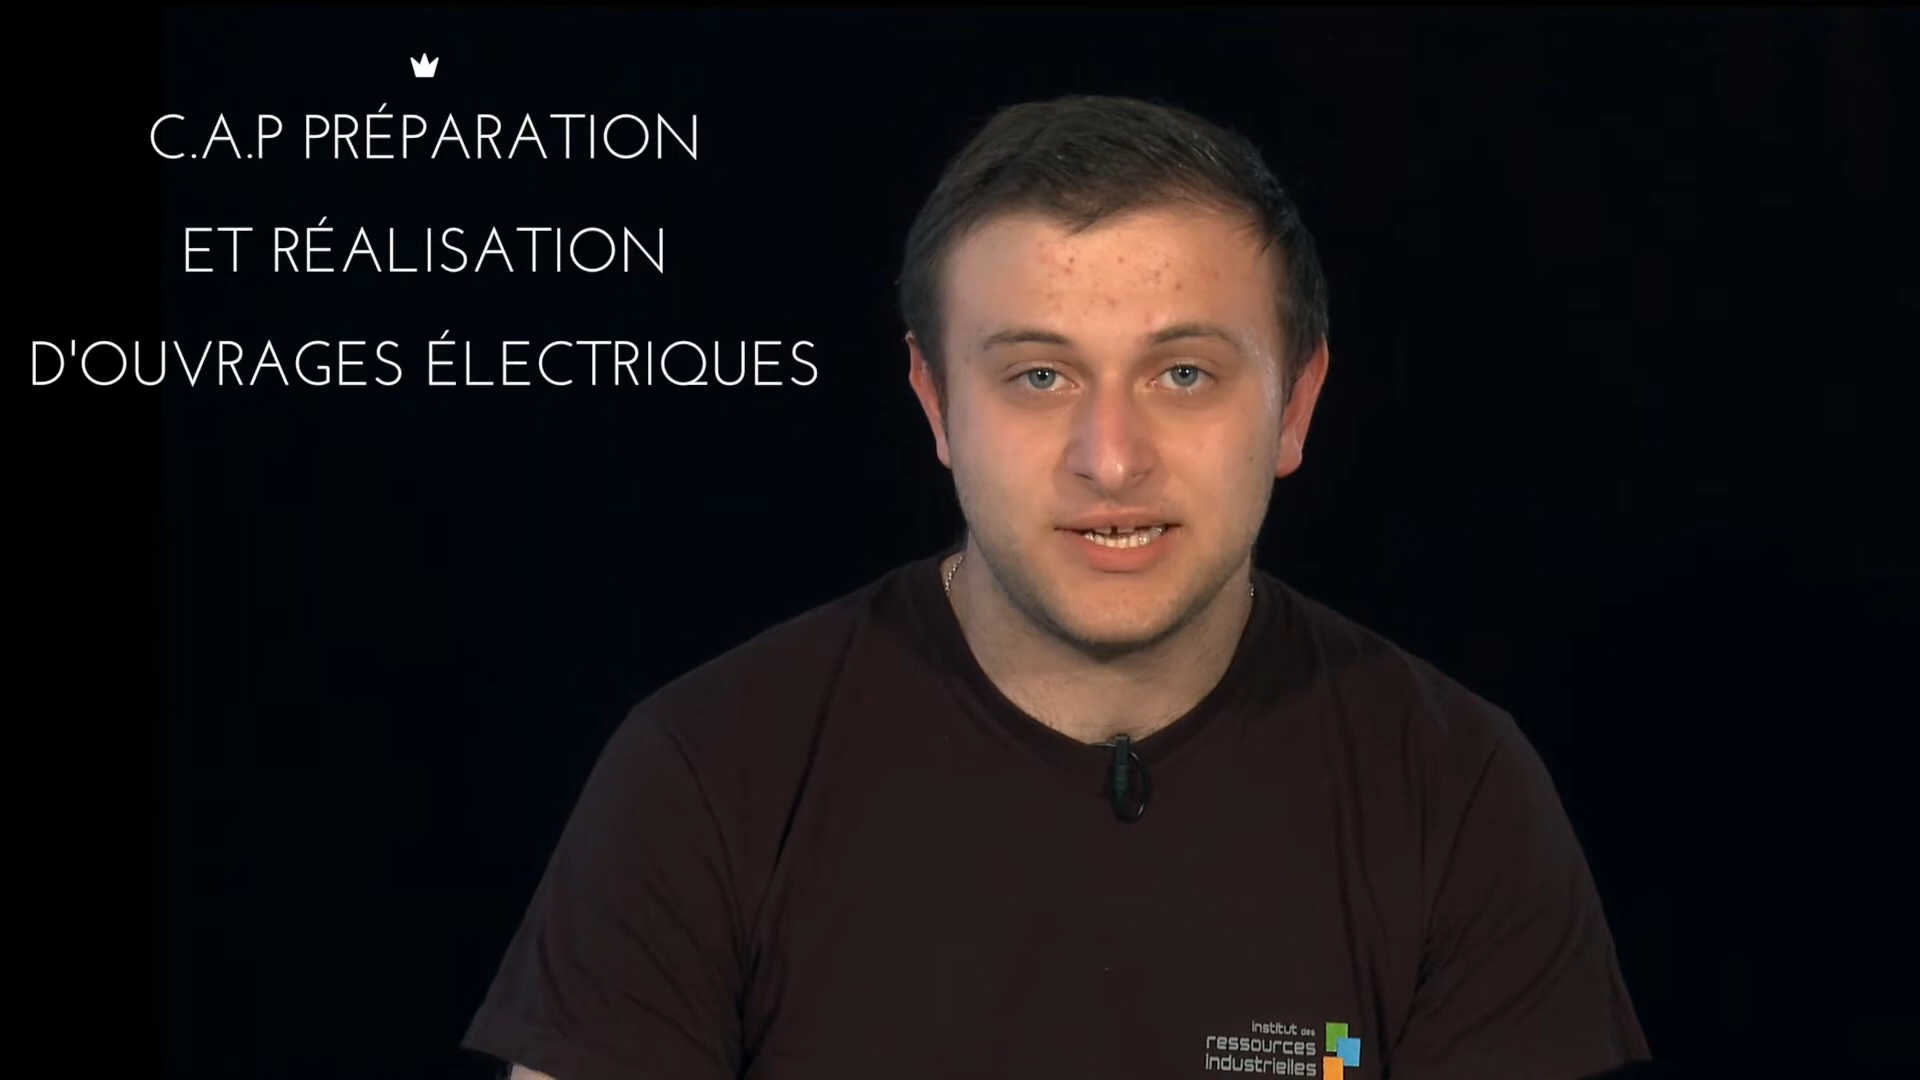 C.A.P PRÉPARATION
ET RÉALISATION
D'OUVRAGES ÉLECTRIQUES
institut des
ressources
industrielles